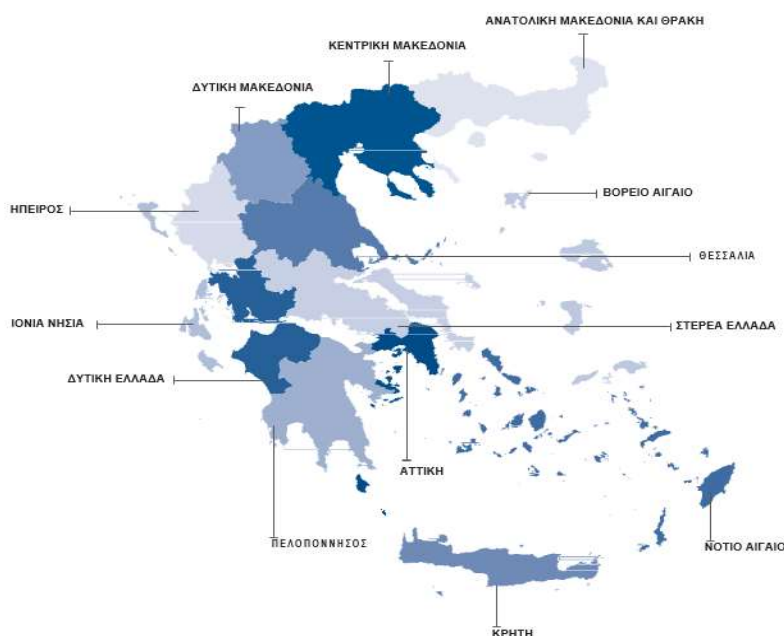 ΑΝΑΤΟΛΙΚΗ ΜΑΚΕΔΟΝΙΑ ΚΑΙ ΘΡΑΚΗ
ΚΕΝΤΡΙΚΗ ΜΑΚΕΔΟΝΙΑ
ΔΥΤΙΚΗ ΜΑΚΕΔΟΝΙΑ
ΒΟΡΕΙΟ ΑΙΓΑΙΟ
ΗΠΕΙΡΟΣ
ΘΕΣΣΑΛΙΑ
ΙΟΝΙΑ ΝΗΣΙΑ
ΣΤΕΡΕΑ ΕΛΛΑΔΑ
ΔΥΤΙΚΗ ΕΛΛΑΔΑ
ΑΤΤΙΚΗ
ΠΕΛΟΠΟΝΝΗΣΟΣ
ΝΟΤΙΟ ΑΙΓΑΙΟ
ΚΡΗΤΗ